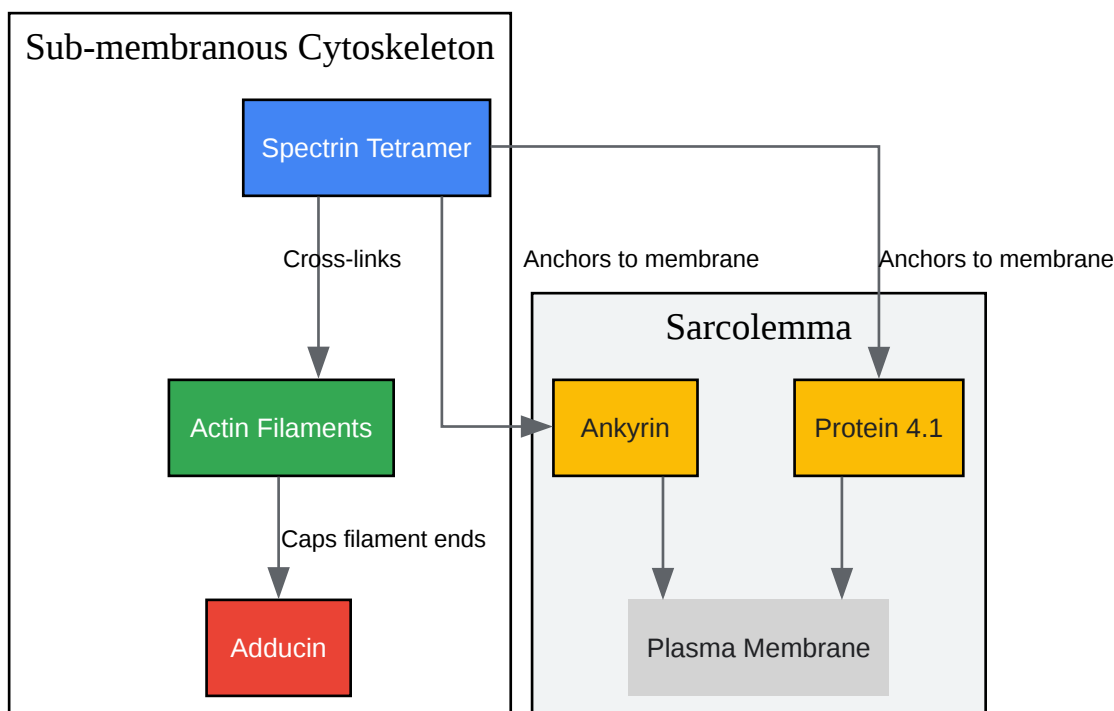 Sub-membranous Cytoskeleton
Spectrin Tetramer
Cross-links
Anchors to membrane
Anchors to membrane
Sarcolemma
Actin Filaments
Ankyrin
Protein 4.1
Caps filament ends
Adducin
Plasma Membrane